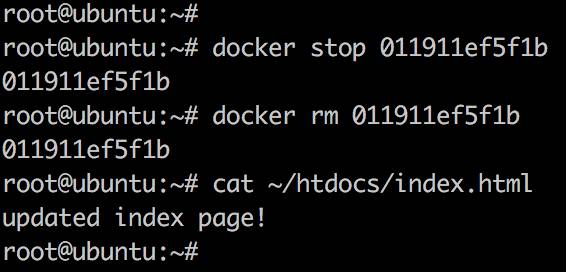 root@ubuntu:~#
root@ubuntu:~# docker stop 011911ef5f1b
011911ef5f1b
root@ubuntu:~# docker rm 011911ef5f1b
011911ef5f1b
root@ubuntu:~# cat ~/htdocs/index.html
updated index page!
root@ubuntu:~#